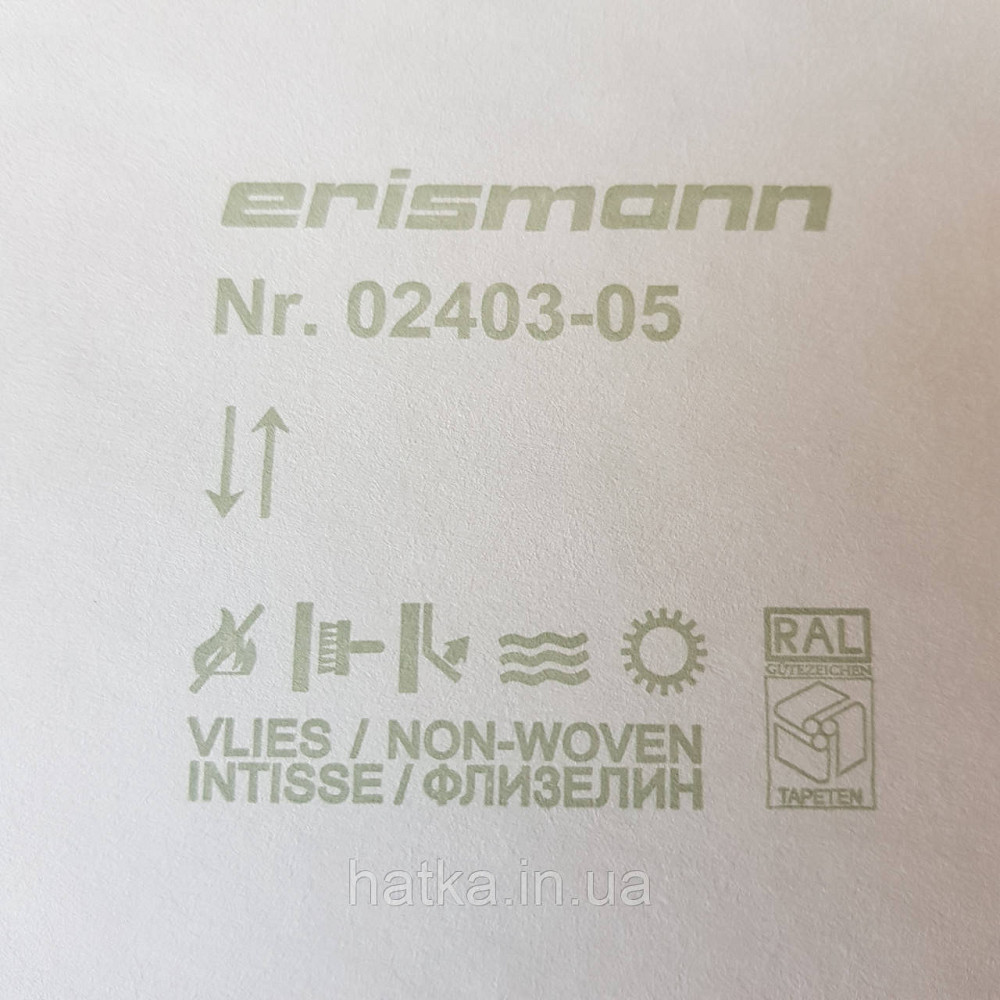 erismann
Nr. 02403-05
RAL
GÜTEZEICHEN
VLIES / NON-WOVEN
INTISSE / ФЛИЗЕЛИН
TAPETEN
hatka.in.ua